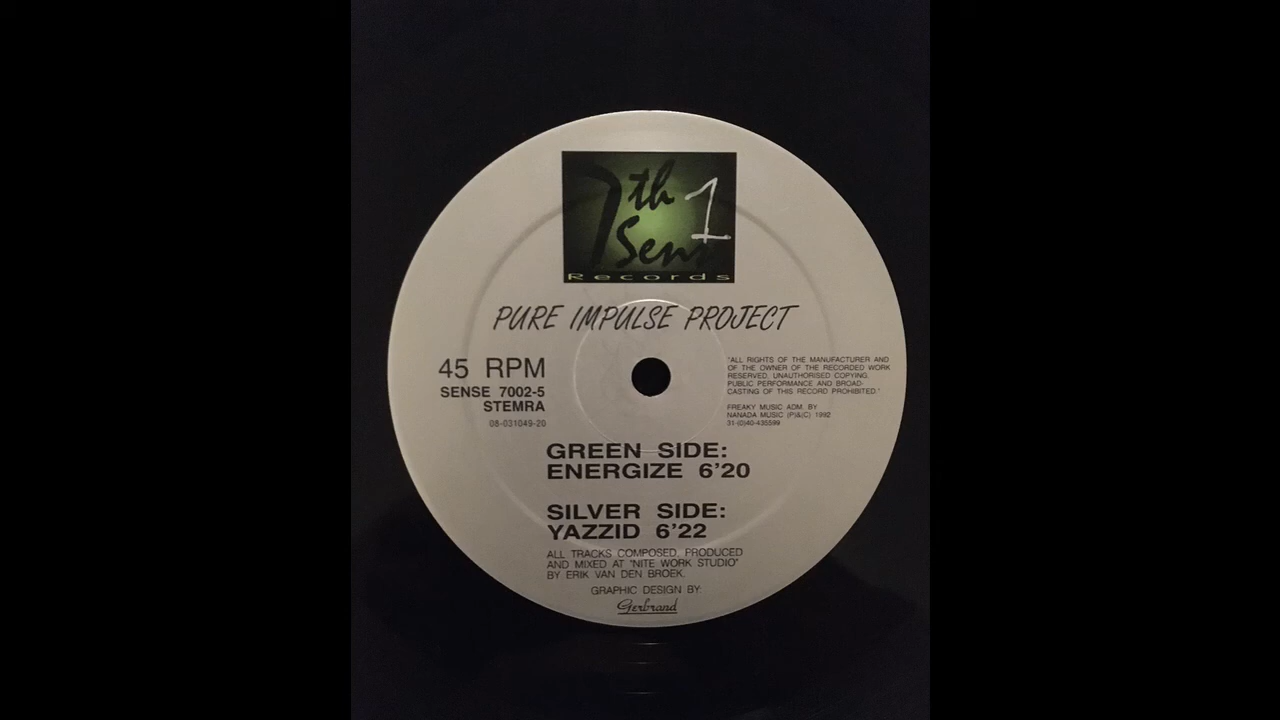 7th
Sens
1
Records
PURE IMPULSE PROJECT
45 RPM
SENSE 7002-5
STEMRA
08-031049-20
"ALL RIGHTS OF THE MANUFACTURER AND
OF THE OWNER OF THE RECORDED WORK
RESERVED. UNAUTHORISED COPYING,
PUBLIC PERFORMANCE AND BROAD-
CASTING OF THIS RECORD PROHIBITED."
FREAKY MUSIC ADM. BY
NANADA MUSIC (P)&(C) 1992
31-(0)40-435599
GREEN SIDE:
ENERGIZE 6'20
SILVER SIDE:
YAZZID 6'22
ALL TRACKS COMPOSED, PRODUCED
AND MIXED AT "NITE WORK STUDIO"
BY ERIK VAN DEN BROEK.
GRAPHIC DESIGN BY:
Gerbrand